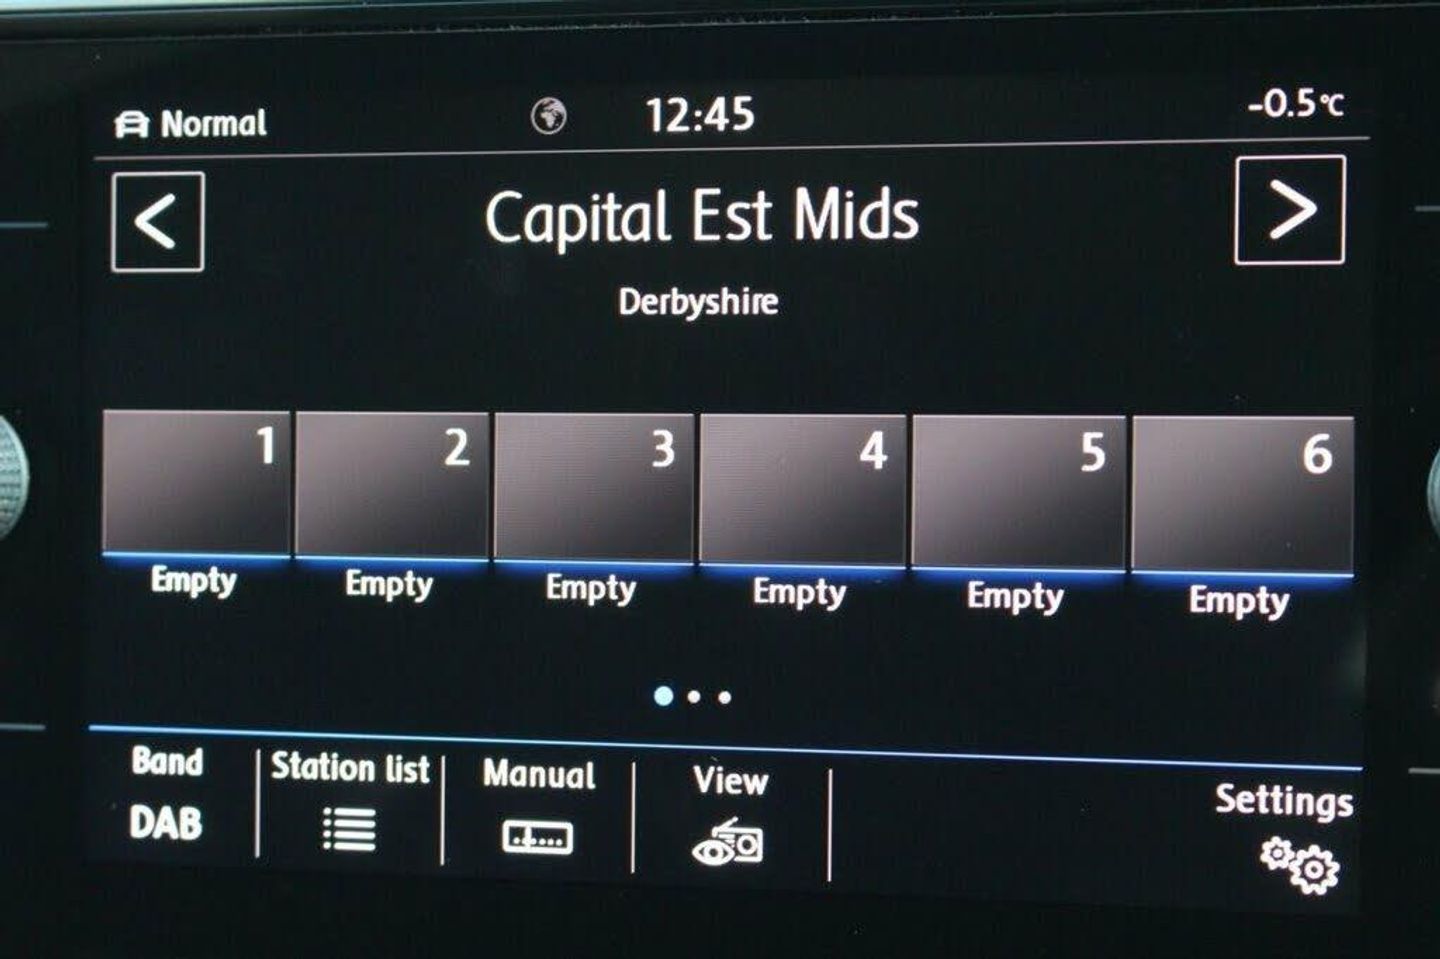 Normal 12:45 -0.5°C
< Capital Est Mids >
Derbyshire
1 2 3 4 5 6
Empty Empty Empty Empty Empty Empty
Band Station list Manual View Settings
DAB